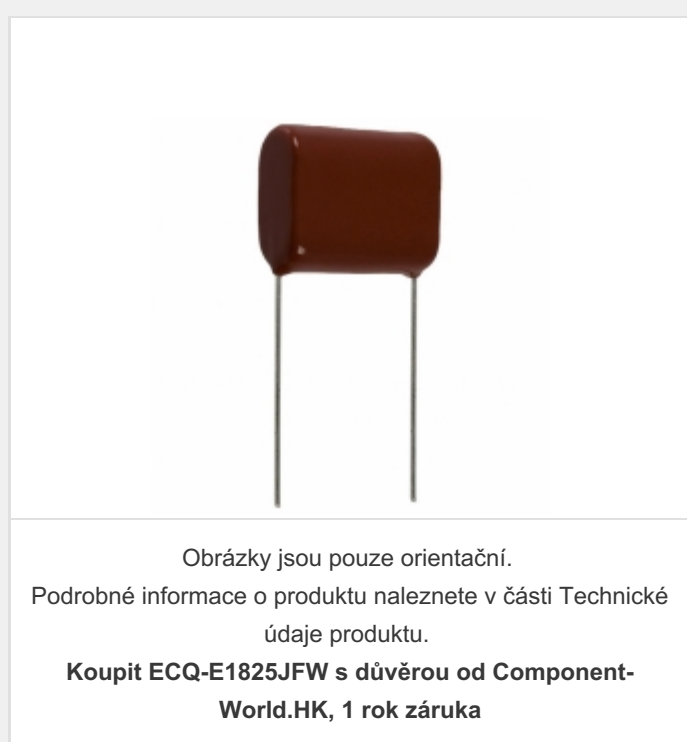 Obrázky jsou pouze orientační.
Podrobné informace o produktu naleznete v části Technické
údaje produktu.
Koupit ECQ-E1825JFW s důvěrou od Component-
World.HK, 1 rok záruka